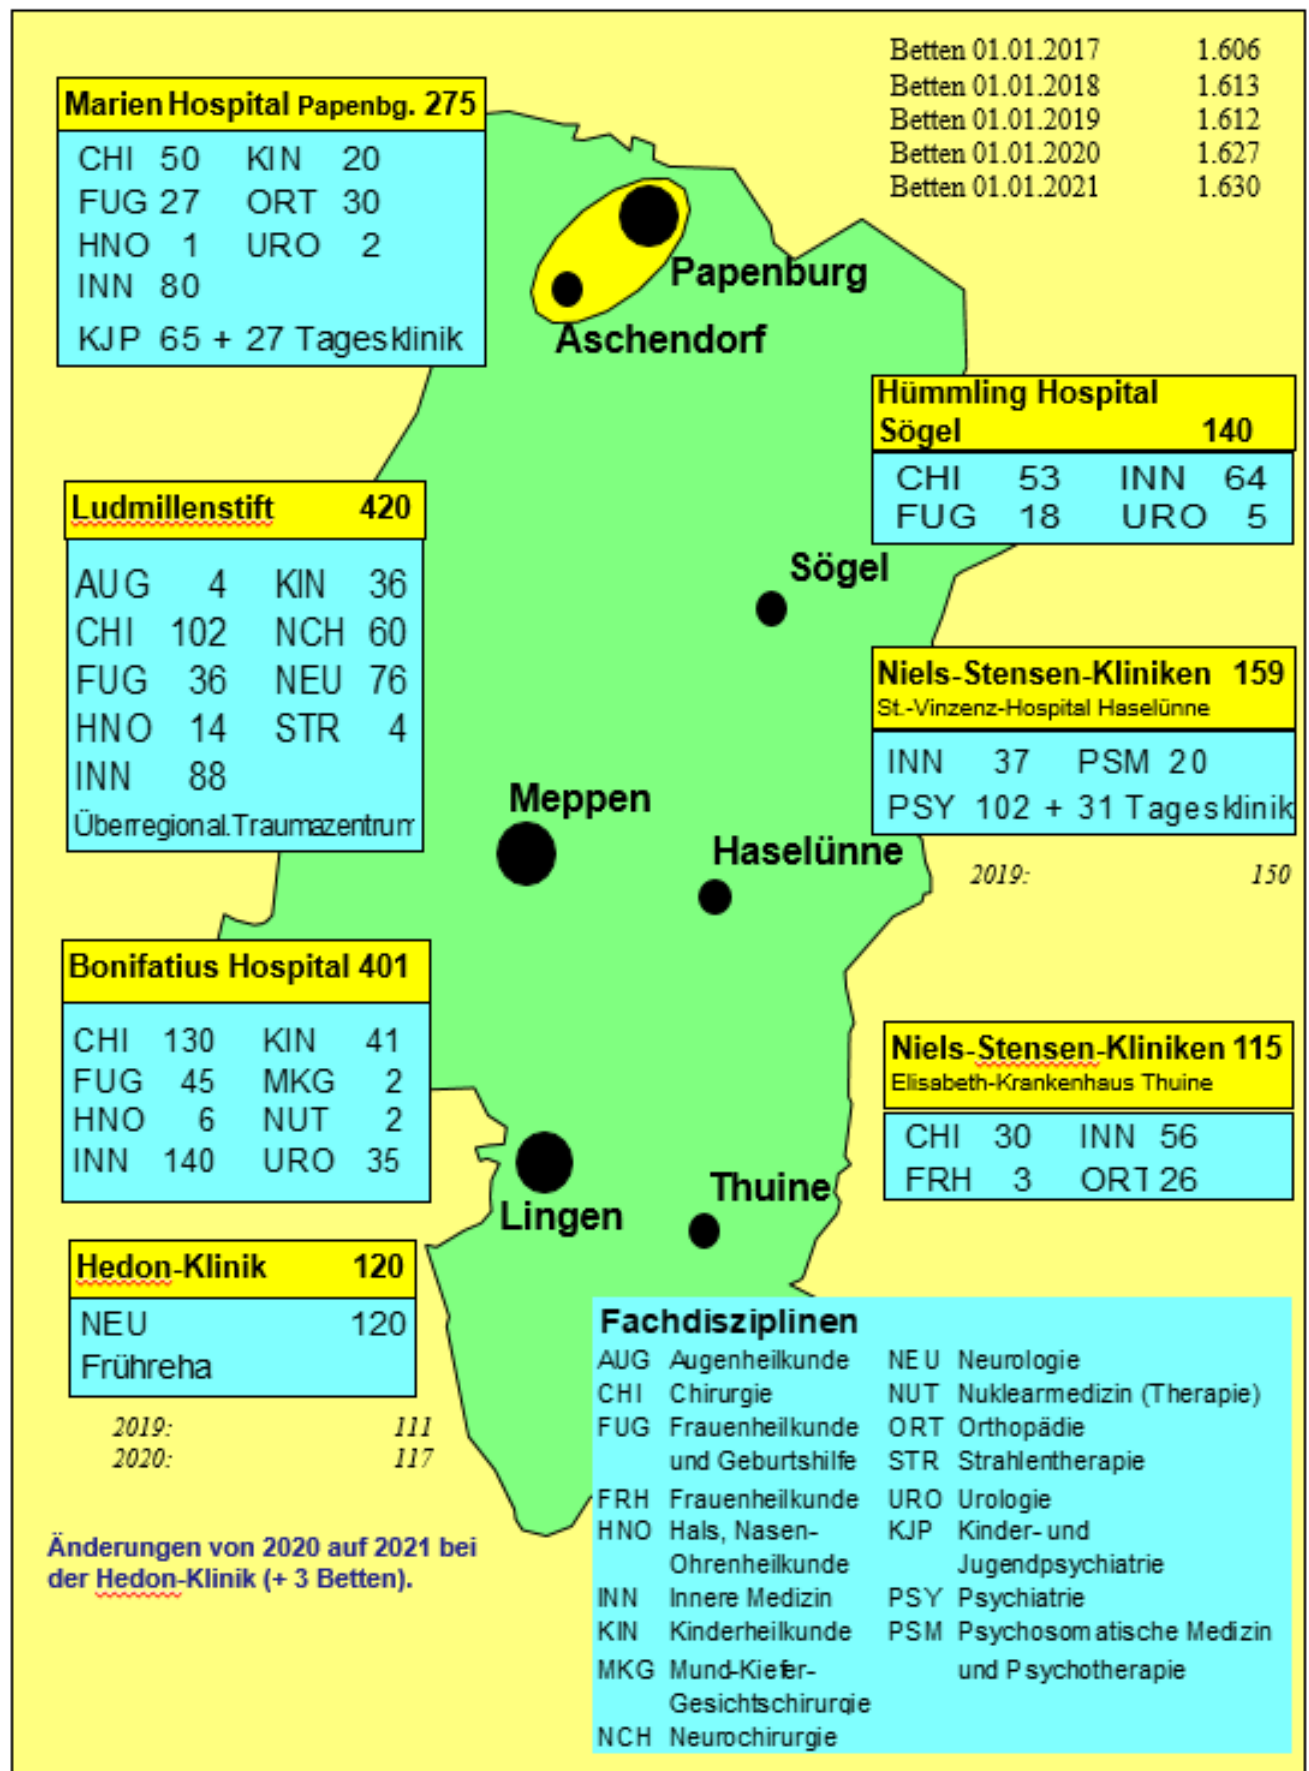 Betten 01.01.2017 1.606
Betten 01.01.2018 1.613
Betten 01.01.2019 1.612
Betten 01.01.2020 1.627
Betten 01.01.2021 1.630
Marien Hospital Papenbg. 275
CHI 50 KIN 20
FUG 27 ORT 30
HNO 1 URO 2
INN 80
KJP 65 + 27 Tagesklinik
Papenburg
Aschendorf
Hümmling Hospital
Sögel 140
CHI 53 INN 64
FUG 18 URO 5
Ludmillenstift 420
AUG 4 KIN 36
CHI 102 NCH 60
FUG 36 NEU 76
HNO 14 STR 4
INN 88
Überregional.Traumazentrum
Sögel
Niels-Stensen-Kliniken 159
St.-Vinzenz-Hospital Haselünne
INN 37 PSM 20
PSY 102 + 31 Tagesklinik
2019: 150
Meppen
Haselünne
Bonifatius Hospital 401
CHI 130 KIN 41
FUG 45 MKG 2
HNO 6 NUT 2
INN 140 URO 35
Niels-Stensen-Kliniken 115
Elisabeth-Krankenhaus Thuine
CHI 30 INN 56
FRH 3 ORT 26
Thuine
Lingen
Hedon-Klinik 120
NEU 120
Frühreha
2019: 111
2020: 117
Änderungen von 2020 auf 2021 bei
der Hedon-Klinik (+ 3 Betten).
Fachdisziplinen
AUG Augenheilkunde NEU Neurologie
CHI Chirurgie NUT Nuklearmedizin (Therapie)
FUG Frauenheilkunde ORT Orthopädie
und Geburtshilfe STR Strahlentherapie
FRH Frauenheilkunde URO Urologie
HNO Hals, Nasen- KJP Kinder- und
Ohrenheilkunde Jugendpsychiatrie
INN Innere Medizin PSY Psychiatrie
KIN Kinderheilkunde PSM Psychosomatische Medizin
MKG Mund-Kiefer- und Psychotherapie
Gesichtschirurgie
NCH Neurochirurgie